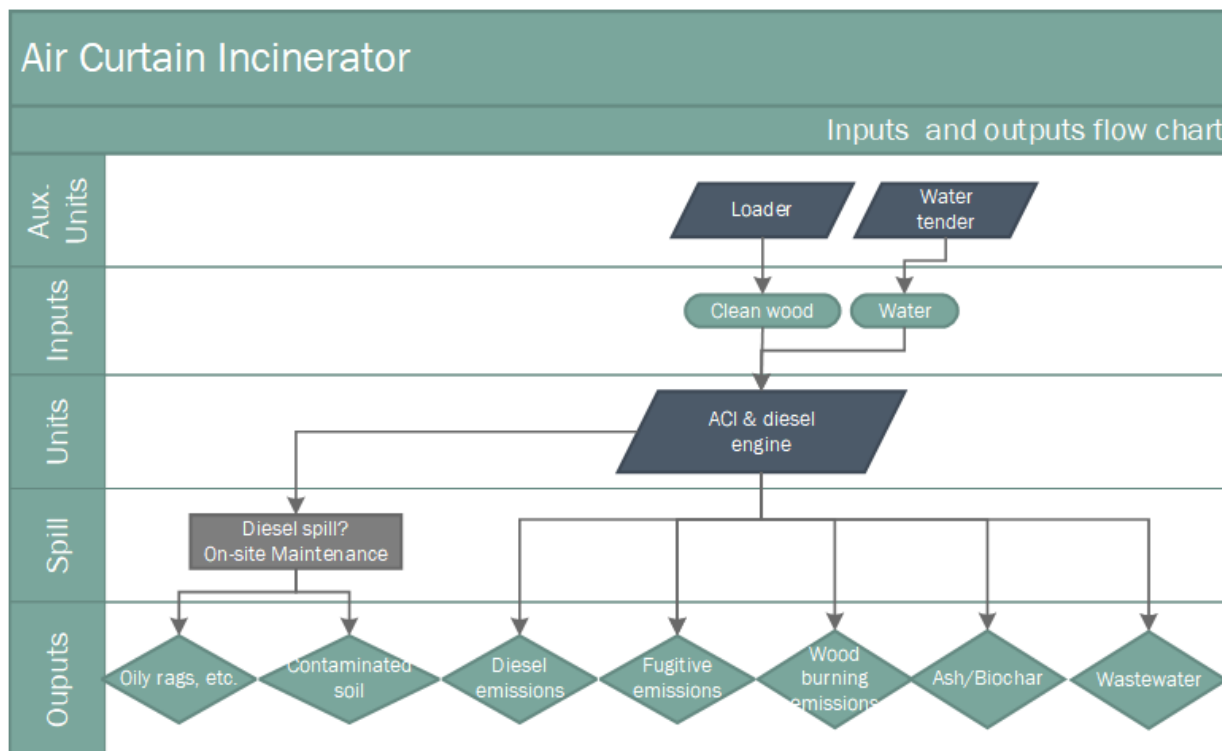 Air Curtain Incinerator
Inputs and outputs flow chart
Aux.
Units
Loader
Water
tender
Inputs
Clean wood
Water
Units
ACI & diesel
engine
Spill
Diesel spill?
On-site Maintenance
Ouputs
Oily rags, etc.
Contaminated
soil
Diesel
emissions
Fugitive
emissions
Wood
burning
emissions
Ash/Biochar
Wastewater